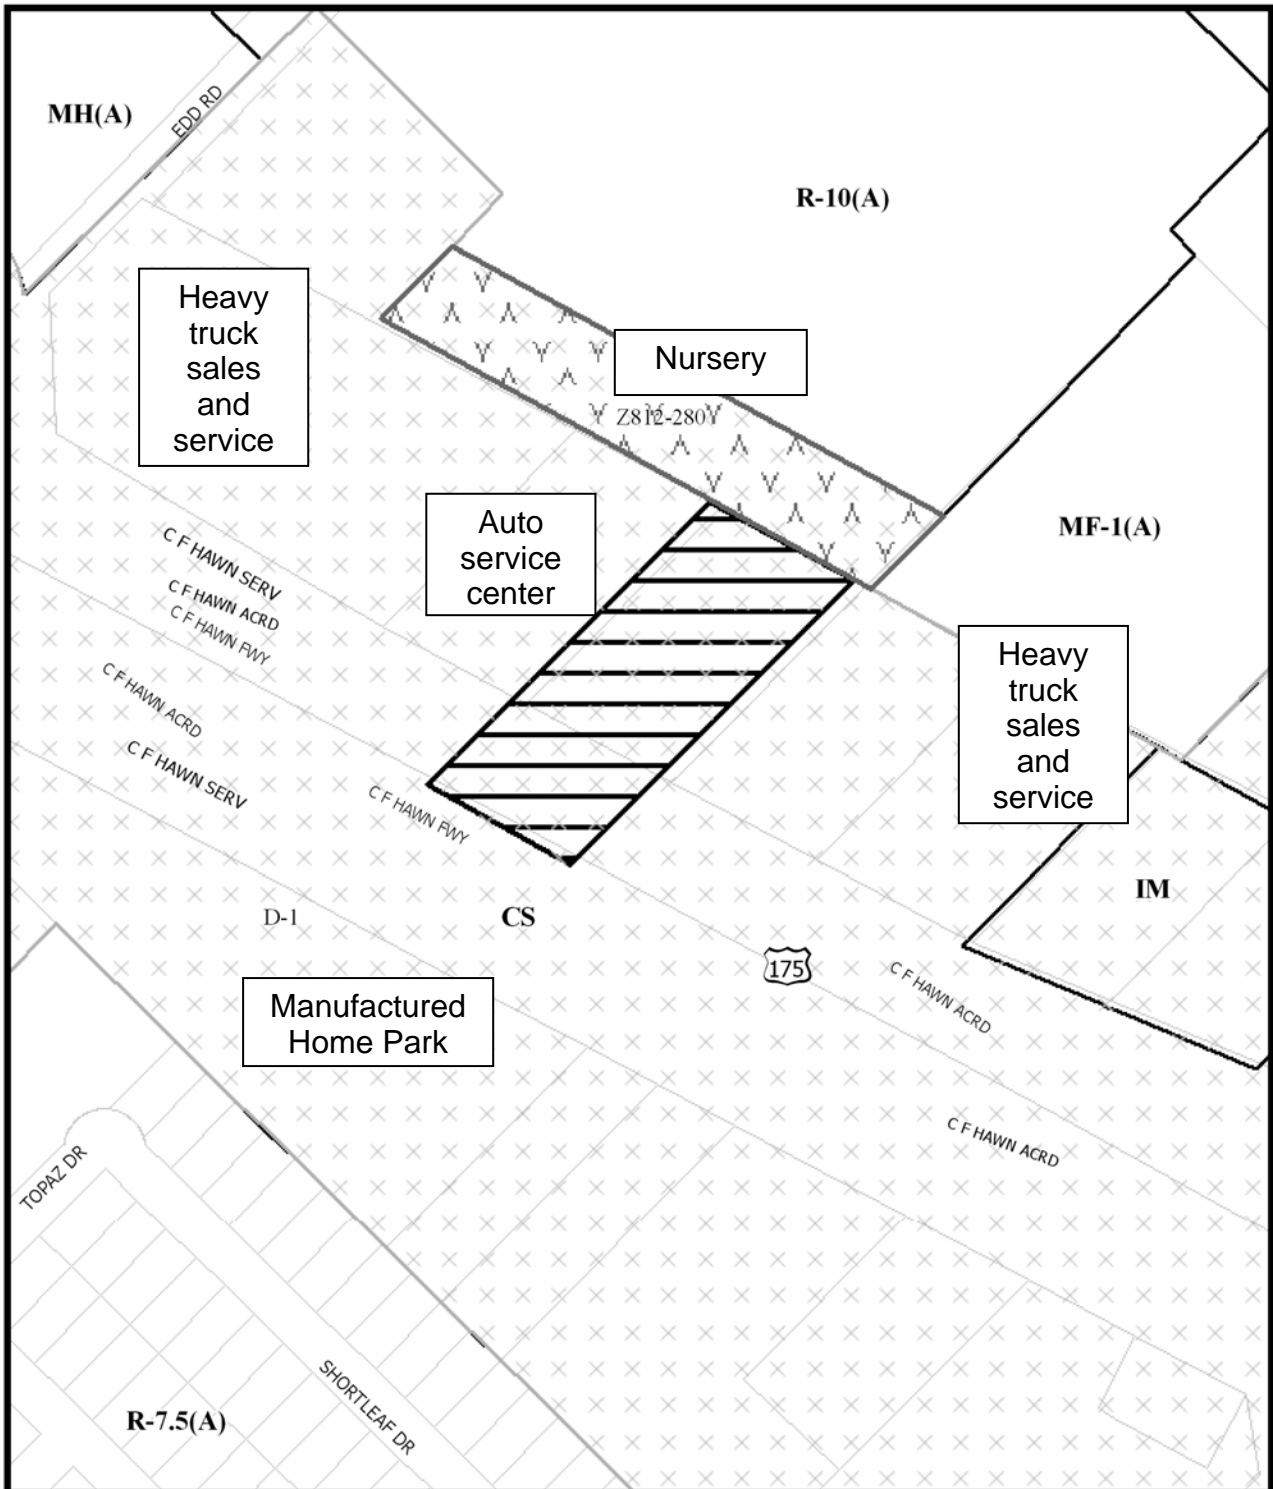 MH(A)
EDD RD
R-10(A)
Heavy
truck
sales
and
service
Nursery
Z812-280
Auto
service
center
MF-1(A)
C F HAWN SERV
C F HAWN ACRD
C F HAWN FWY
C F HAWN ACRD
C F HAWN SERV
C F HAWN FWY
Heavy
truck
sales
and
service
IM
D-1
CS
175
C F HAWN ACRD
Manufactured
Home Park
C F HAWN ACRD
TOPAZ DR
SHORTLEAF DR
R-7.5(A)